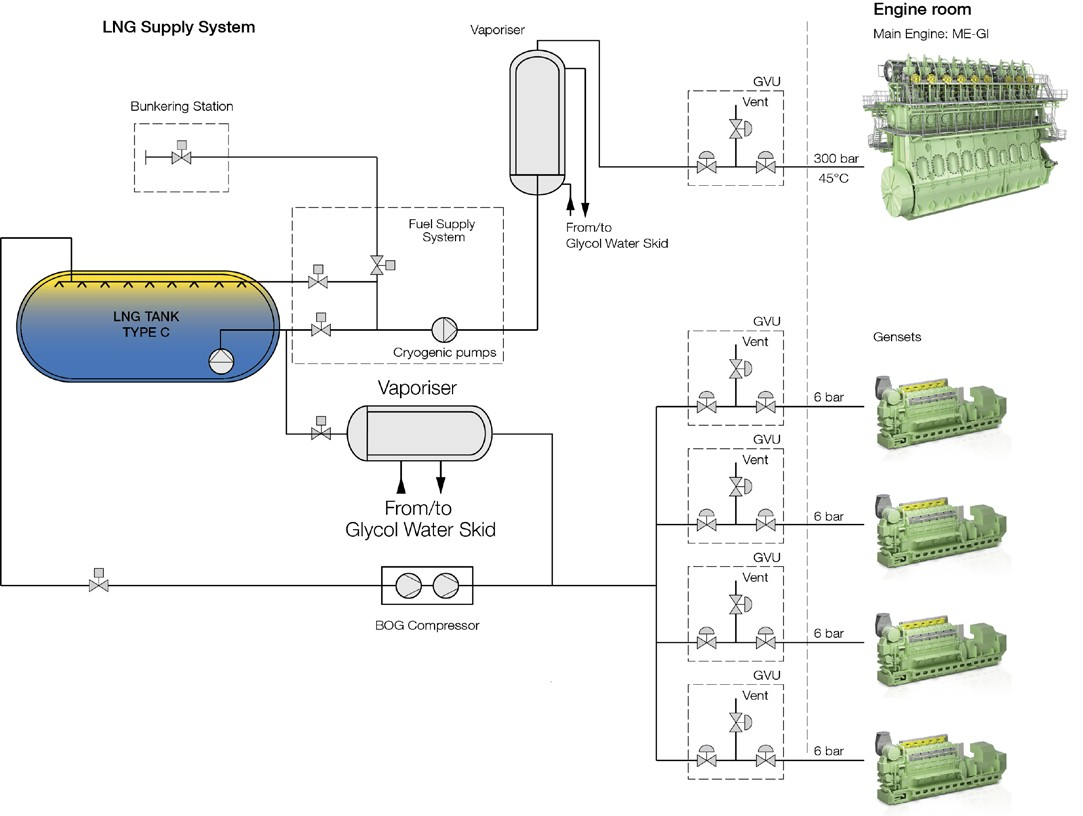 LNG Supply System
Vaporiser
Engine room
Main Engine: ME-GI
Bunkering Station
GVU
Vent
300 bar
45°C
Fuel Supply
System
From/to
Glycol Water Skid
LNG TANK
TYPE C
Cryogenic pumps
Vaporiser
From/to
Glycol Water Skid
BOG Compressor
GVU
Vent
Gensets
6 bar
GVU
Vent
6 bar
GVU
Vent
6 bar
GVU
Vent
6 bar